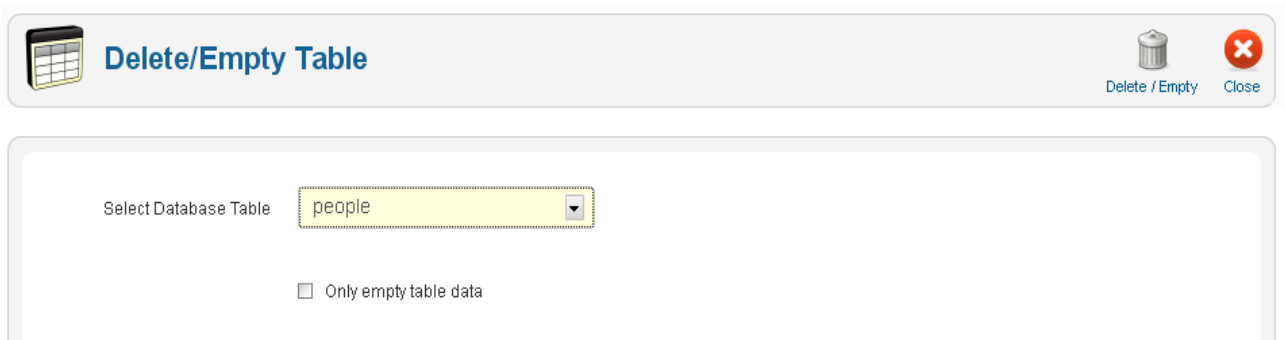 Delete/Empty Table
Delete / Empty
Close
Select Database Table
people
Only empty table data